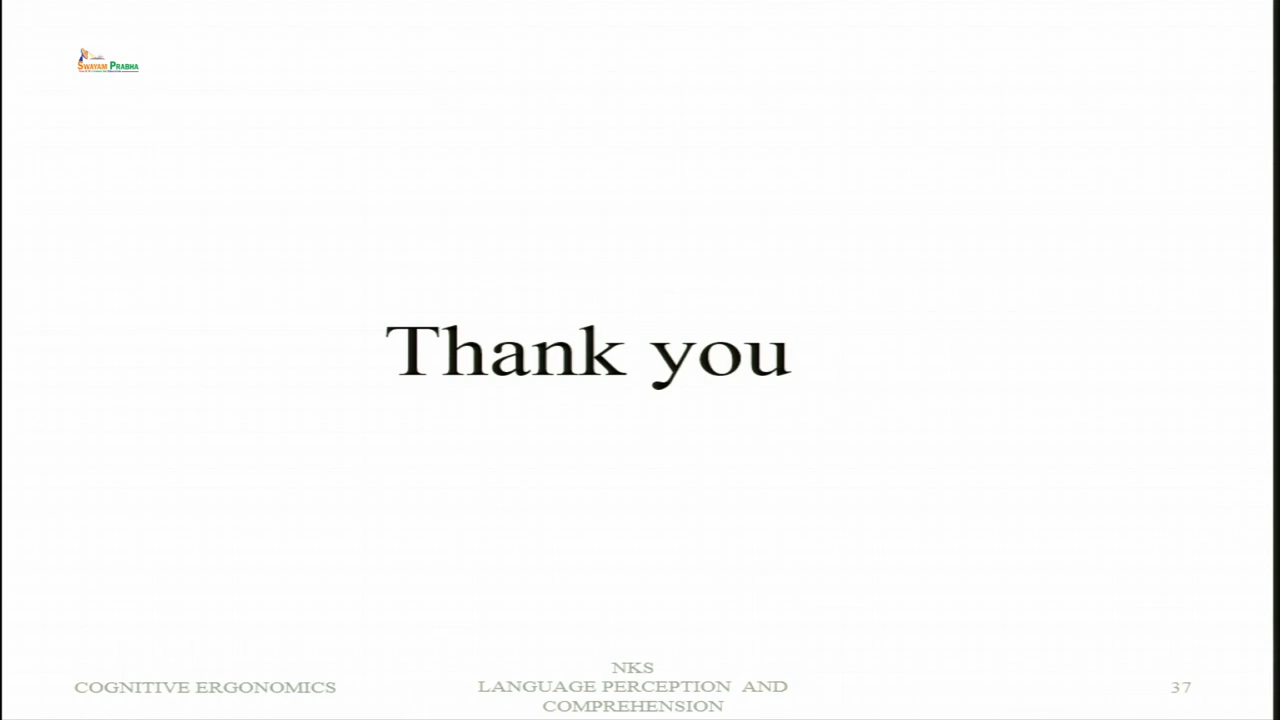 SWAYAM PRABHA
Thank you
COGNITIVE ERGONOMICS
NKS
LANGUAGE PERCEPTION AND
COMPREHENSION
37